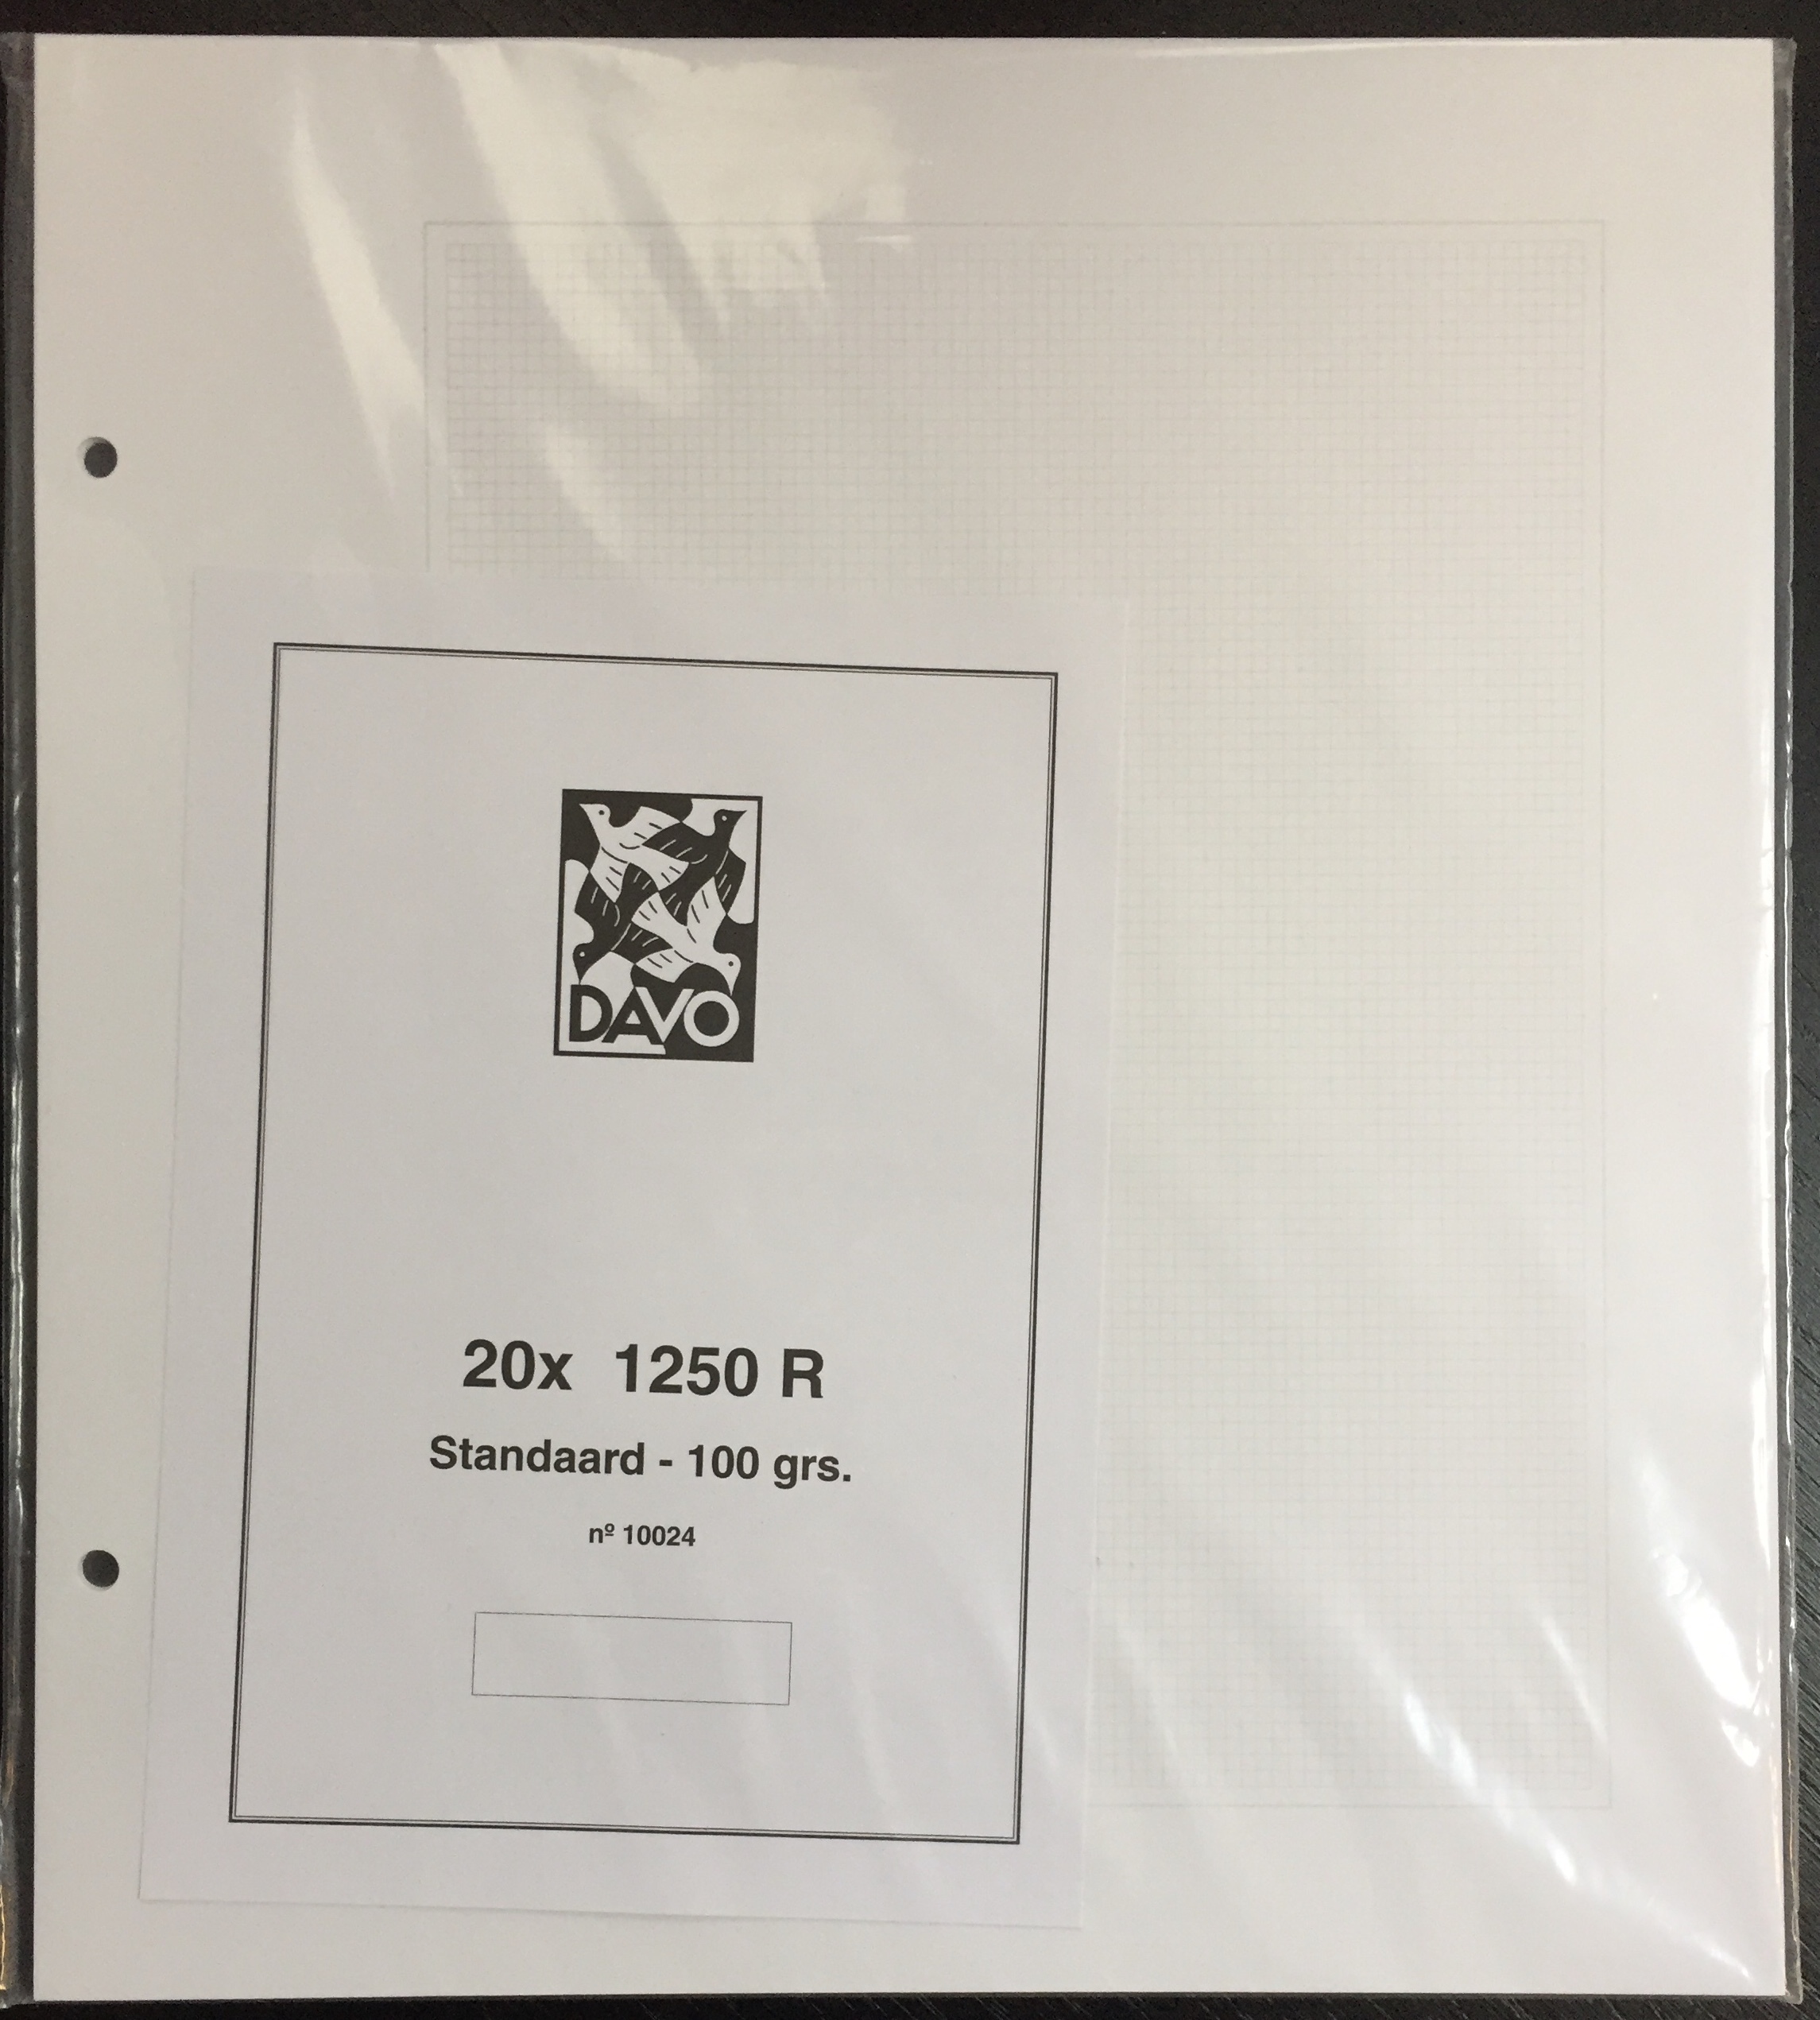 DAVO
20x 1250 R
Standaard - 100 grs.
nº 10024